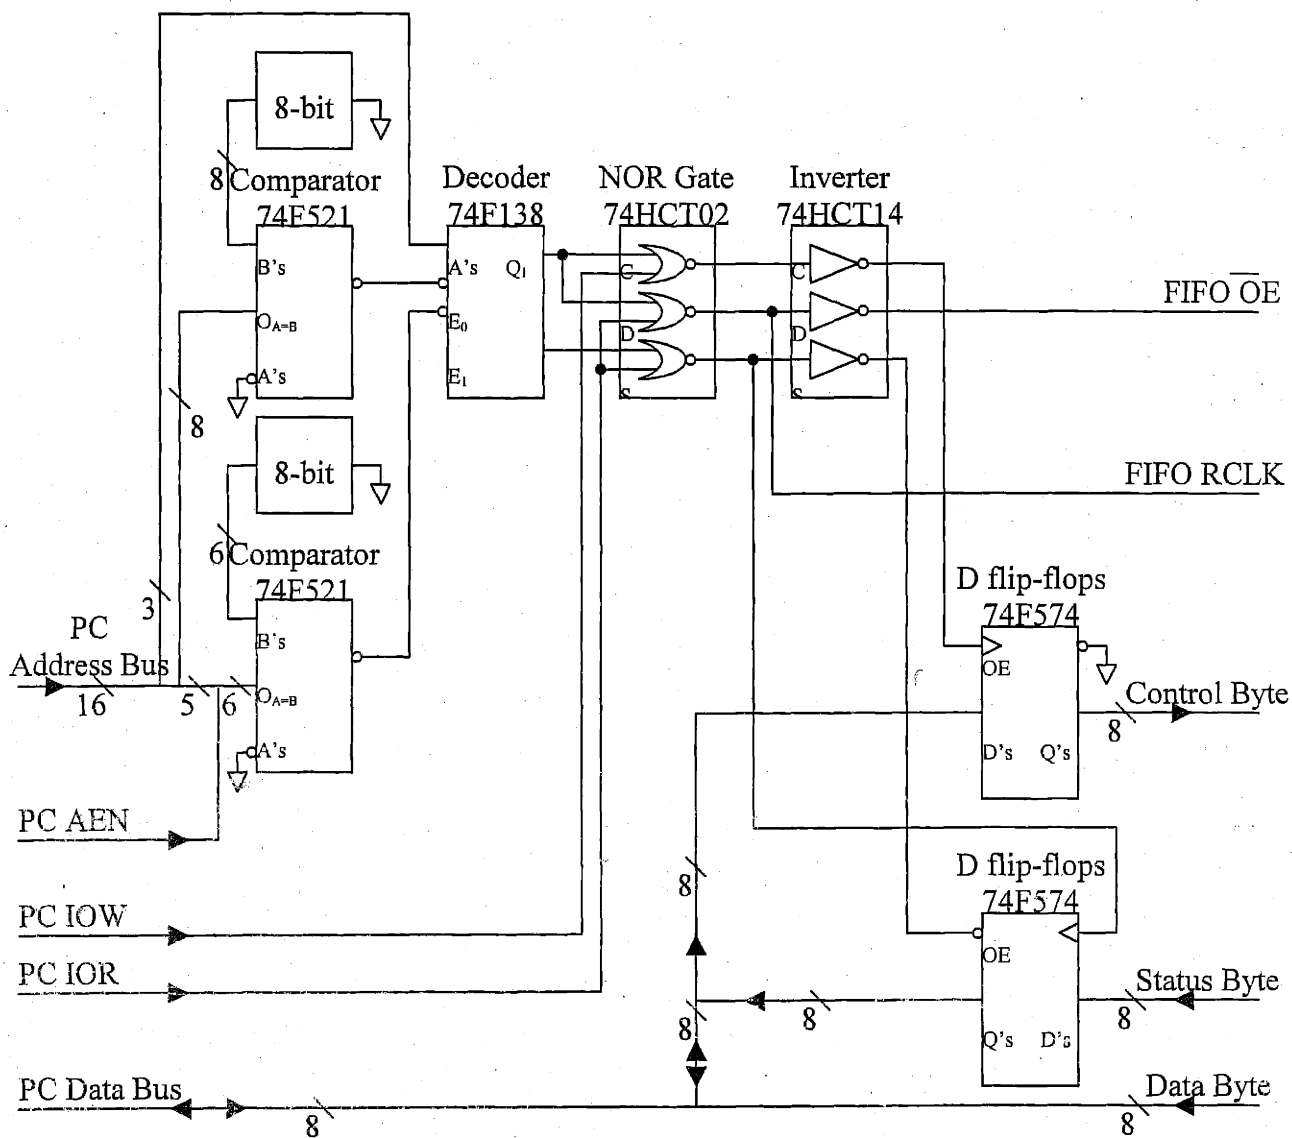 8-bit
8
Comparator
74F521
Decoder
74F138
NOR Gate
74HCT02
Inverter
74HCT14
B's
O A=B
A's
A's
Q1
E0
E1
C
D
S
C
D
S
FIFO OE
8
8-bit
FIFO RCLK
6
Comparator
74F521
3
B's
O A=B
A's
PC
Address Bus
16
5
6
D flip-flops
74F574
OE
D's
Q's
Control Byte
8
PC AEN
8
D flip-flops
74F574
OE
Q's
D's
PC IOW
PC IOR
8
8
Status Byte
8
PC Data Bus
8
Data Byte
8